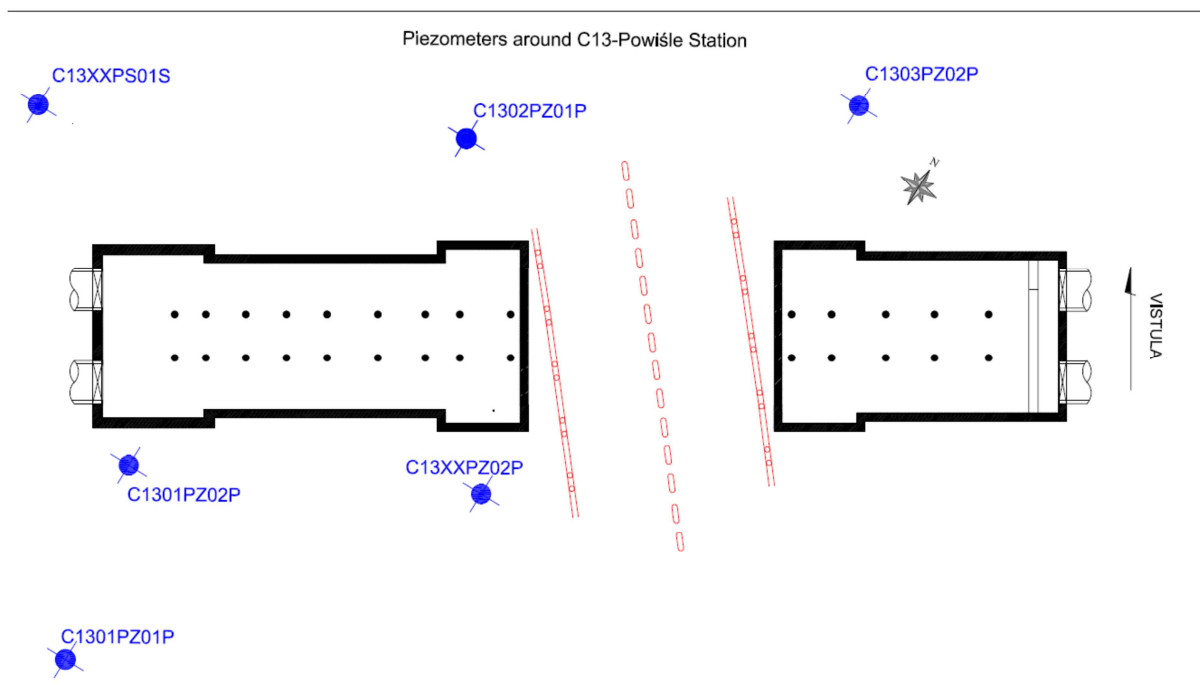 Piezometers around C13-Powiśle Station
C13XXPS01S
C1303PZ02P
C1302PZ01P
N
VISTULA
C13XXPZ02P
C1301PZ02P
C1301PZ01P